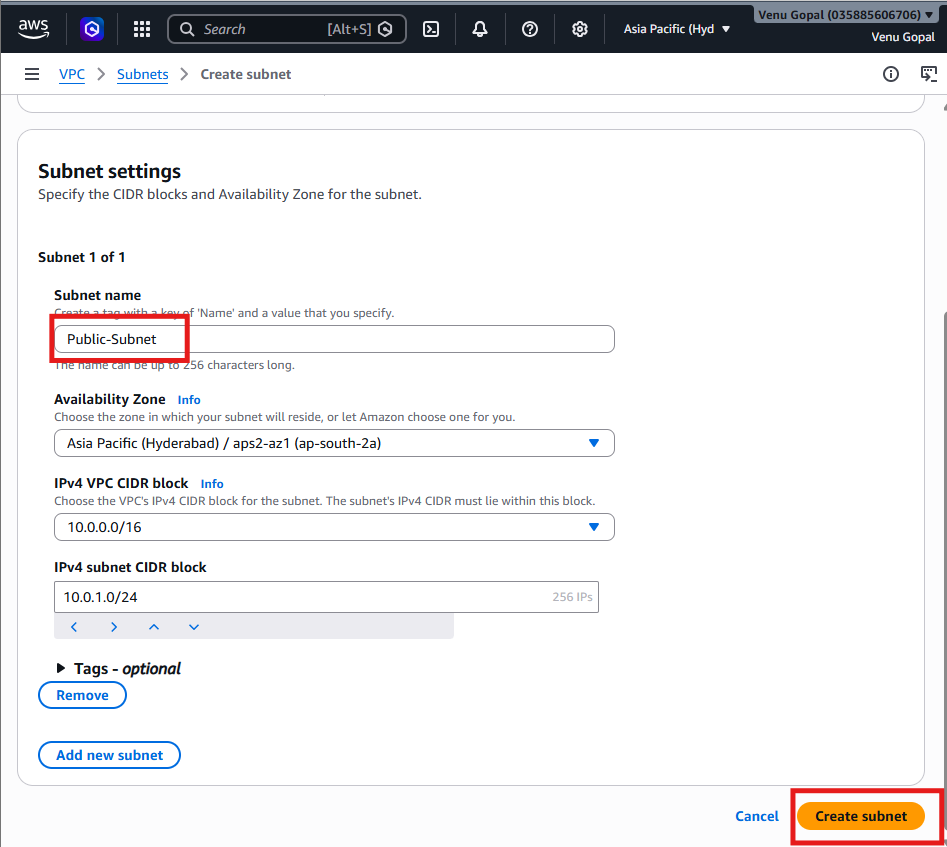 aws
Search [Alt+S]
Asia Pacific (Hyd
Venu Gopal (035885606706)
Venu Gopal
VPC > Subnets > Create subnet
Subnet settings
Specify the CIDR blocks and Availability Zone for the subnet.
Subnet 1 of 1
Subnet name
Create a tag with a key of 'Name' and a value that you specify.
Public-Subnet
The name can be up to 256 characters long.
Availability Zone Info
Choose the zone in which your subnet will reside, or let Amazon choose one for you.
Asia Pacific (Hyderabad) / aps2-az1 (ap-south-2a)
IPv4 VPC CIDR block Info
Choose the VPC's IPv4 CIDR block for the subnet. The subnet's IPv4 CIDR must lie within this block.
10.0.0.0/16
IPv4 subnet CIDR block
10.0.1.0/24 256 IPs
Tags - optional
Remove
Add new subnet
Cancel Create subnet